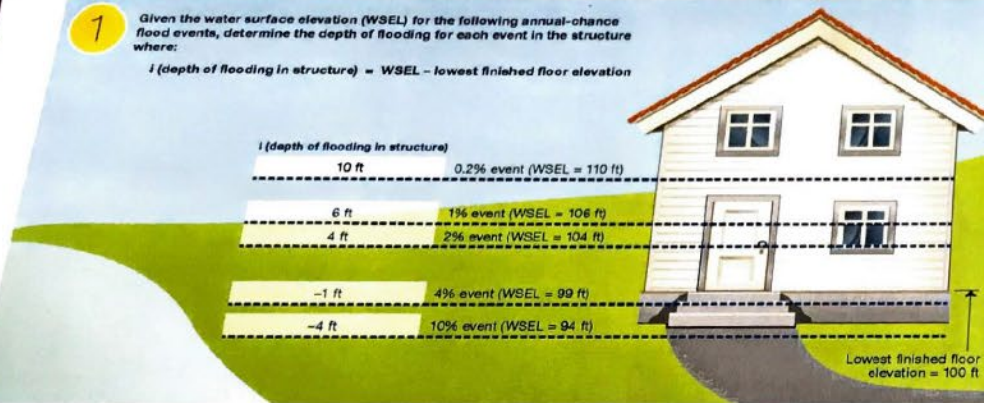 1
Given the water surface elevation (WSEL) for the following annual-chance
flood events, determine the depth of flooding for each event in the structure
where:
i (depth of flooding in structure) = WSEL – lowest finished floor elevation
i (depth of flooding in structure)
10 ft 0.2% event (WSEL = 110 ft)
6 ft 1% event (WSEL = 106 ft)
4 ft 2% event (WSEL = 104 ft)
–1 ft 4% event (WSEL = 99 ft)
–4 ft 10% event (WSEL = 94 ft)
Lowest finished floor
elevation = 100 ft